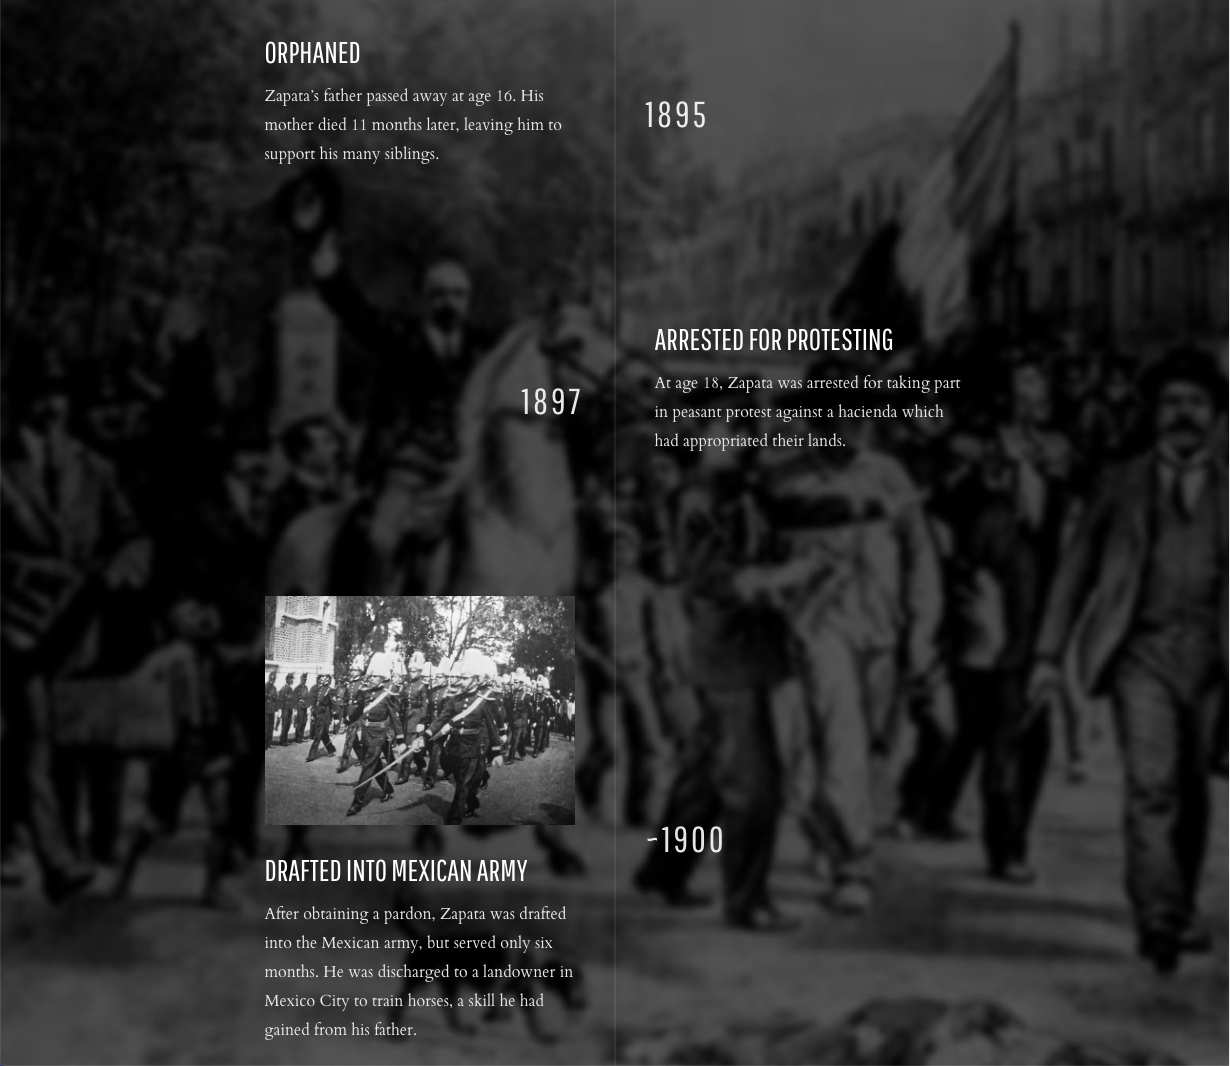 ORPHANED
Zapata’s father passed away at age 16. His
mother died 11 months later, leaving him to
support his many siblings.
1895
ARRESTED FOR PROTESTING
At age 18, Zapata was arrested for taking part
in peasant protest against a hacienda which
had appropriated their lands.
1897
DRAFTED INTO MEXICAN ARMY
After obtaining a pardon, Zapata was drafted
into the Mexican army, but served only six
months. He was discharged to a landowner in
Mexico City to train horses, a skill he had
gained from his father.
~1900